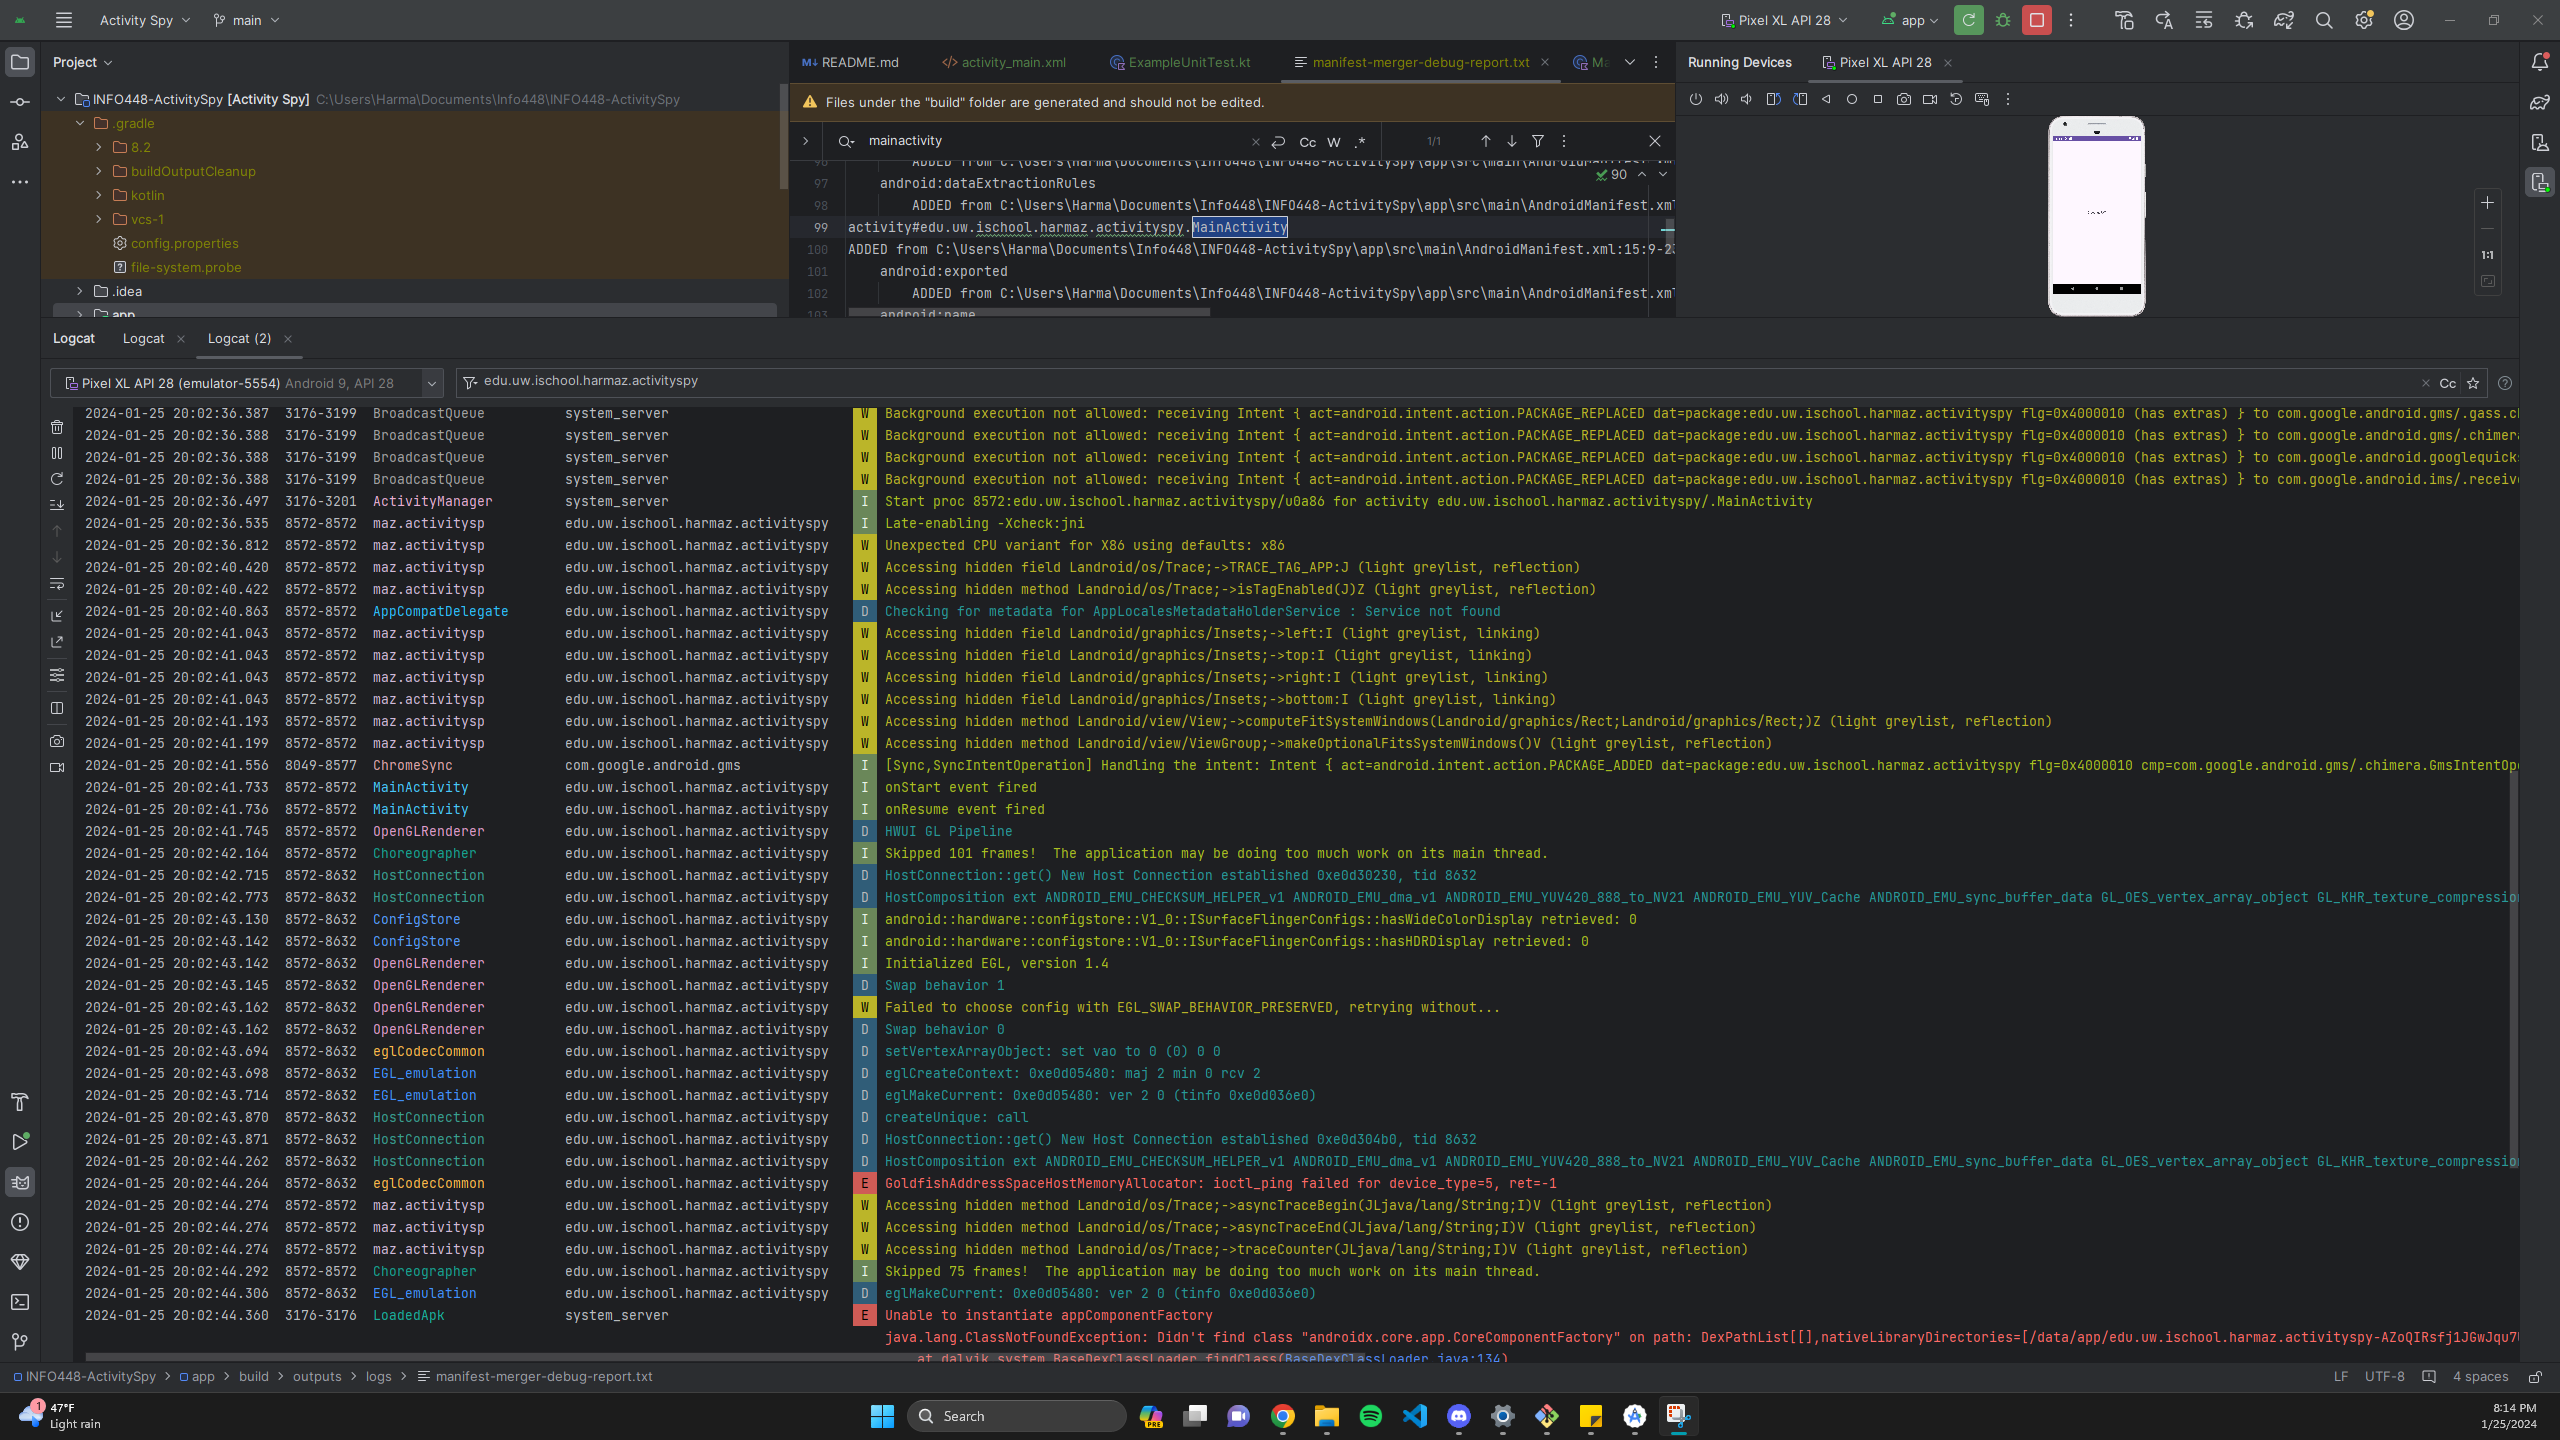 Activity Spy
main
Pixel XL API 28
app
Project
README.md
activity_main.xml
ExampleUnitTest.kt
manifest-merger-debug-report.txt
Running Devices
Pixel XL API 28
INFO448-ActivitySpy [Activity Spy] C:\Users\Harma\Documents\Info448\INFO448-ActivitySpy
.gradle
8.2
buildOutputCleanup
kotlin
vcs-1
config.properties
file-system.probe
.idea
app
Files under the "build" folder are generated and should not be edited.
mainactivity
Cc W .*
1/1
90
96 ADDED from C:\Users\Harma\Documents\Info448\INFO448-ActivitySpy\app\src\main\AndroidManifest.xml
97 android:dataExtractionRules
98 ADDED from C:\Users\Harma\Documents\Info448\INFO448-ActivitySpy\app\src\main\AndroidManifest.xml
99 activity#edu.uw.ischool.harmaz.activityspy.MainActivity
100 ADDED from C:\Users\Harma\Documents\Info448\INFO448-ActivitySpy\app\src\main\AndroidManifest.xml:15:9-23
101 android:exported
102 ADDED from C:\Users\Harma\Documents\Info448\INFO448-ActivitySpy\app\src\main\AndroidManifest.xml
103 android:name
1:1
Logcat
Logcat
Logcat (2)
Pixel XL API 28 (emulator-5554) Android 9, API 28
edu.uw.ischool.harmaz.activityspy
Cc
2024-01-25 20:02:36.387 3176-3199 BroadcastQueue system_server W Background execution not allowed: receiving Intent { act=android.intent.action.PACKAGE_REPLACED dat=package:edu.uw.ischool.harmaz.activityspy flg=0x4000010 (has extras) } to com.google.android.gms/.gass.c
2024-01-25 20:02:36.388 3176-3199 BroadcastQueue system_server W Background execution not allowed: receiving Intent { act=android.intent.action.PACKAGE_REPLACED dat=package:edu.uw.ischool.harmaz.activityspy flg=0x4000010 (has extras) } to com.google.android.gms/.chimera
2024-01-25 20:02:36.388 3176-3199 BroadcastQueue system_server W Background execution not allowed: receiving Intent { act=android.intent.action.PACKAGE_REPLACED dat=package:edu.uw.ischool.harmaz.activityspy flg=0x4000010 (has extras) } to com.google.android.googlequicks
2024-01-25 20:02:36.388 3176-3199 BroadcastQueue system_server W Background execution not allowed: receiving Intent { act=android.intent.action.PACKAGE_REPLACED dat=package:edu.uw.ischool.harmaz.activityspy flg=0x4000010 (has extras) } to com.google.android.ims/.receive
2024-01-25 20:02:36.497 3176-3201 ActivityManager system_server I Start proc 8572:edu.uw.ischool.harmaz.activityspy/u0a86 for activity edu.uw.ischool.harmaz.activityspy/.MainActivity
2024-01-25 20:02:36.535 8572-8572 maz.activitysp edu.uw.ischool.harmaz.activityspy I Late-enabling -Xcheck:jni
2024-01-25 20:02:36.812 8572-8572 maz.activitysp edu.uw.ischool.harmaz.activityspy W Unexpected CPU variant for X86 using defaults: x86
2024-01-25 20:02:40.420 8572-8572 maz.activitysp edu.uw.ischool.harmaz.activityspy W Accessing hidden field Landroid/os/Trace;->TRACE_TAG_APP:J (light greylist, reflection)
2024-01-25 20:02:40.422 8572-8572 maz.activitysp edu.uw.ischool.harmaz.activityspy W Accessing hidden method Landroid/os/Trace;->isTagEnabled(J)Z (light greylist, reflection)
2024-01-25 20:02:40.863 8572-8572 AppCompatDelegate edu.uw.ischool.harmaz.activityspy D Checking for metadata for AppLocalesMetadataHolderService : Service not found
2024-01-25 20:02:41.043 8572-8572 maz.activitysp edu.uw.ischool.harmaz.activityspy W Accessing hidden field Landroid/graphics/Insets;->left:I (light greylist, linking)
2024-01-25 20:02:41.043 8572-8572 maz.activitysp edu.uw.ischool.harmaz.activityspy W Accessing hidden field Landroid/graphics/Insets;->top:I (light greylist, linking)
2024-01-25 20:02:41.043 8572-8572 maz.activitysp edu.uw.ischool.harmaz.activityspy W Accessing hidden field Landroid/graphics/Insets;->right:I (light greylist, linking)
2024-01-25 20:02:41.043 8572-8572 maz.activitysp edu.uw.ischool.harmaz.activityspy W Accessing hidden field Landroid/graphics/Insets;->bottom:I (light greylist, linking)
2024-01-25 20:02:41.193 8572-8572 maz.activitysp edu.uw.ischool.harmaz.activityspy W Accessing hidden method Landroid/view/View;->computeFitSystemWindows(Landroid/graphics/Rect;Landroid/graphics/Rect;)Z (light greylist, reflection)
2024-01-25 20:02:41.199 8572-8572 maz.activitysp edu.uw.ischool.harmaz.activityspy W Accessing hidden method Landroid/view/ViewGroup;->makeOptionalFitsSystemWindows()V (light greylist, reflection)
2024-01-25 20:02:41.556 8049-8577 ChromeSync com.google.android.gms I [Sync,SyncIntentOperation] Handling the intent: Intent { act=android.intent.action.PACKAGE_ADDED dat=package:edu.uw.ischool.harmaz.activityspy flg=0x4000010 cmp=com.google.android.gms/.chimera.GmsIntentOp
2024-01-25 20:02:41.733 8572-8572 MainActivity edu.uw.ischool.harmaz.activityspy I onStart event fired
2024-01-25 20:02:41.736 8572-8572 MainActivity edu.uw.ischool.harmaz.activityspy I onResume event fired
2024-01-25 20:02:41.745 8572-8572 OpenGLRenderer edu.uw.ischool.harmaz.activityspy D HWUI GL Pipeline
2024-01-25 20:02:42.164 8572-8572 Choreographer edu.uw.ischool.harmaz.activityspy I Skipped 101 frames! The application may be doing too much work on its main thread.
2024-01-25 20:02:42.715 8572-8632 HostConnection edu.uw.ischool.harmaz.activityspy D HostConnection::get() New Host Connection established 0xe0d30230, tid 8632
2024-01-25 20:02:42.773 8572-8632 HostConnection edu.uw.ischool.harmaz.activityspy D HostComposition ext ANDROID_EMU_CHECKSUM_HELPER_v1 ANDROID_EMU_dma_v1 ANDROID_EMU_YUV420_888_to_NV21 ANDROID_EMU_YUV_Cache ANDROID_EMU_sync_buffer_data GL_OES_vertex_array_object GL_KHR_texture_compression
2024-01-25 20:02:43.130 8572-8632 ConfigStore edu.uw.ischool.harmaz.activityspy I android::hardware::configstore::V1_0::ISurfaceFlingerConfigs::hasWideColorDisplay retrieved: 0
2024-01-25 20:02:43.142 8572-8632 ConfigStore edu.uw.ischool.harmaz.activityspy I android::hardware::configstore::V1_0::ISurfaceFlingerConfigs::hasHDRDisplay retrieved: 0
2024-01-25 20:02:43.142 8572-8632 OpenGLRenderer edu.uw.ischool.harmaz.activityspy I Initialized EGL, version 1.4
2024-01-25 20:02:43.145 8572-8632 OpenGLRenderer edu.uw.ischool.harmaz.activityspy D Swap behavior 1
2024-01-25 20:02:43.162 8572-8632 OpenGLRenderer edu.uw.ischool.harmaz.activityspy W Failed to choose config with EGL_SWAP_BEHAVIOR_PRESERVED, retrying without...
2024-01-25 20:02:43.162 8572-8632 OpenGLRenderer edu.uw.ischool.harmaz.activityspy D Swap behavior 0
2024-01-25 20:02:43.694 8572-8632 eglCodecCommon edu.uw.ischool.harmaz.activityspy D setVertexArrayObject: set vao to 0 (0) 0 0
2024-01-25 20:02:43.698 8572-8632 EGL_emulation edu.uw.ischool.harmaz.activityspy D eglCreateContext: 0xe0d05480: maj 2 min 0 rcv 2
2024-01-25 20:02:43.714 8572-8632 EGL_emulation edu.uw.ischool.harmaz.activityspy D eglMakeCurrent: 0xe0d05480: ver 2 0 (tinfo 0xe0d036e0)
2024-01-25 20:02:43.870 8572-8632 HostConnection edu.uw.ischool.harmaz.activityspy D createUnique: call
2024-01-25 20:02:43.871 8572-8632 HostConnection edu.uw.ischool.harmaz.activityspy D HostConnection::get() New Host Connection established 0xe0d304b0, tid 8632
2024-01-25 20:02:44.262 8572-8632 HostConnection edu.uw.ischool.harmaz.activityspy D HostComposition ext ANDROID_EMU_CHECKSUM_HELPER_v1 ANDROID_EMU_dma_v1 ANDROID_EMU_YUV420_888_to_NV21 ANDROID_EMU_YUV_Cache ANDROID_EMU_sync_buffer_data GL_OES_vertex_array_object GL_KHR_texture_compression
2024-01-25 20:02:44.264 8572-8632 eglCodecCommon edu.uw.ischool.harmaz.activityspy E GoldfishAddressSpaceHostMemoryAllocator: ioctl_ping failed for device_type=5, ret=-1
2024-01-25 20:02:44.274 8572-8572 maz.activitysp edu.uw.ischool.harmaz.activityspy W Accessing hidden method Landroid/os/Trace;->asyncTraceBegin(JLjava/lang/String;I)V (light greylist, reflection)
2024-01-25 20:02:44.274 8572-8572 maz.activitysp edu.uw.ischool.harmaz.activityspy W Accessing hidden method Landroid/os/Trace;->asyncTraceEnd(JLjava/lang/String;I)V (light greylist, reflection)
2024-01-25 20:02:44.274 8572-8572 maz.activitysp edu.uw.ischool.harmaz.activityspy W Accessing hidden method Landroid/os/Trace;->traceCounter(JLjava/lang/String;I)V (light greylist, reflection)
2024-01-25 20:02:44.292 8572-8572 Choreographer edu.uw.ischool.harmaz.activityspy I Skipped 75 frames! The application may be doing too much work on its main thread.
2024-01-25 20:02:44.306 8572-8632 EGL_emulation edu.uw.ischool.harmaz.activityspy D eglMakeCurrent: 0xe0d05480: ver 2 0 (tinfo 0xe0d036e0)
2024-01-25 20:02:44.360 3176-3176 LoadedApk system_server E Unable to instantiate appComponentFactory
java.lang.ClassNotFoundException: Didn't find class "androidx.core.app.CoreComponentFactory" on path: DexPathList[[],nativeLibraryDirectories=[/data/app/edu.uw.ischool.harmaz.activityspy-AZoQIRsfj1JGwJqu7
at dalvik.system.BaseDexClassLoader.findClass(BaseDexClassLoader.java:134)
INFO448-ActivitySpy > app > build > outputs > logs > manifest-merger-debug-report.txt
LF UTF-8 4 spaces
1
47°F
Light rain
Search
PRE
8:14 PM
1/25/2024